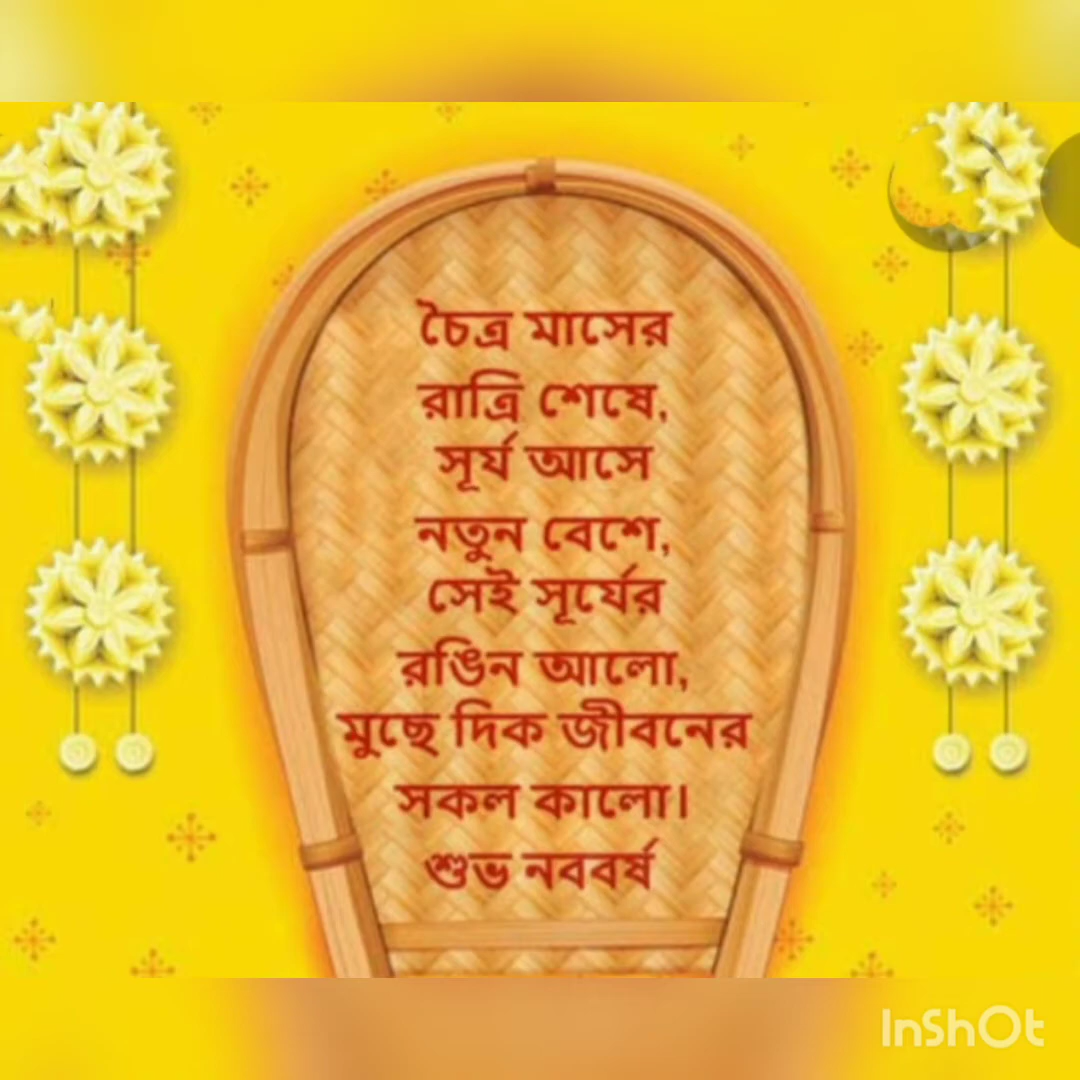 চৈত্র মাসের
রাত্রি শেষে,
সূর্য আসে
নতুন বেশে,
সেই সূর্যের
রঙিন আলো,
মুছে দিক জীবনের
সকল কালো।
শুভ নববর্ষ
InShOt